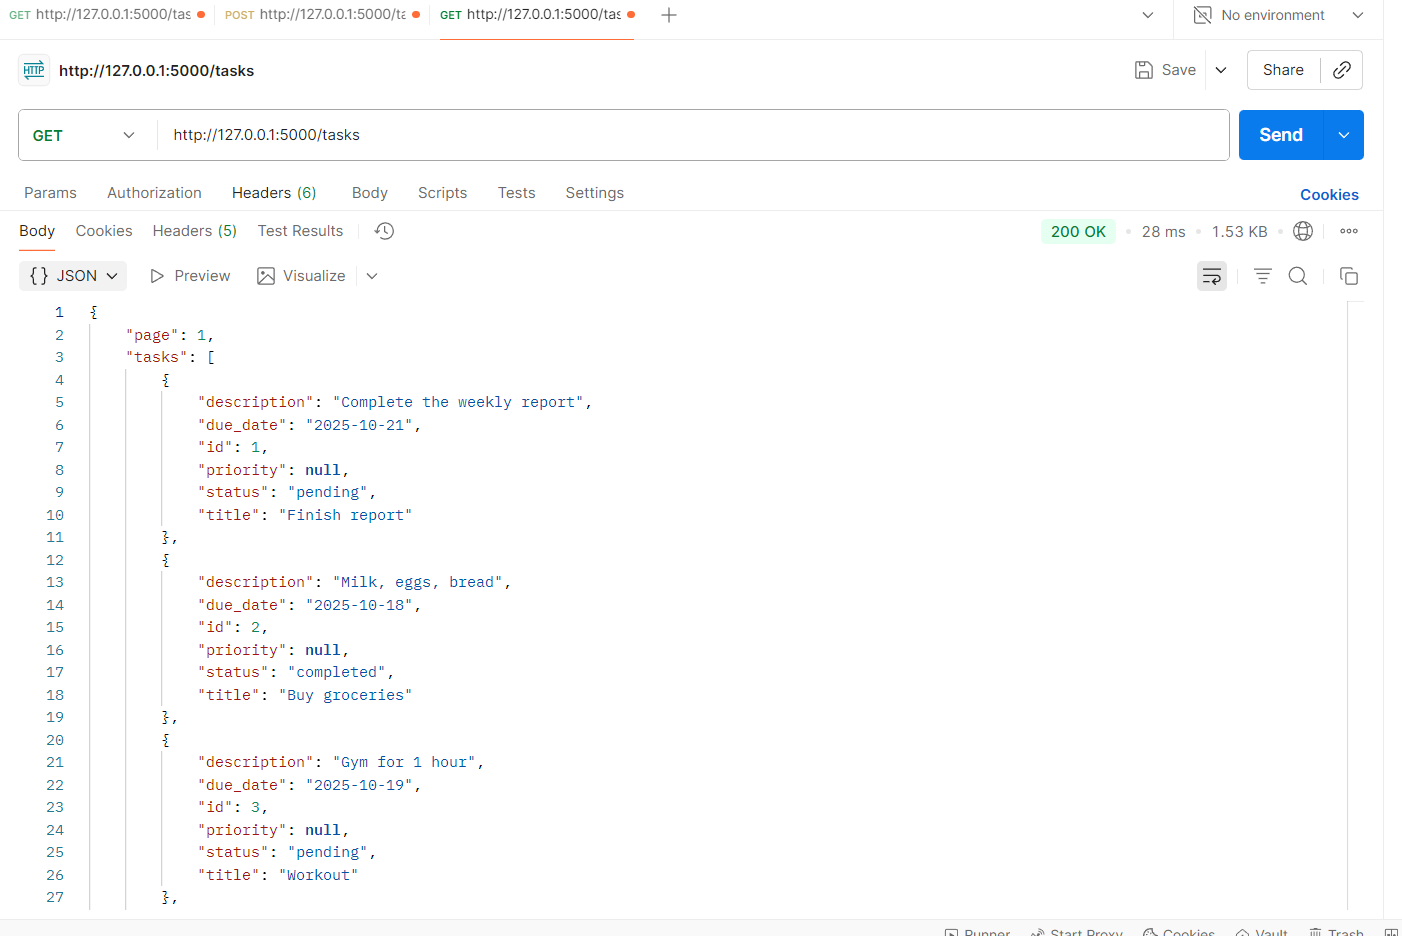 GET http://127.0.0.1:5000/tas POST http://127.0.0.1:5000/ta GET http://127.0.0.1:5000/tas No environment
HTTP http://127.0.0.1:5000/tasks Save Share
GET http://127.0.0.1:5000/tasks Send
Params Authorization Headers (6) Body Scripts Tests Settings Cookies
Body Cookies Headers (5) Test Results 200 OK 28 ms 1.53 KB
{} JSON Preview Visualize
1 {
2 "page": 1,
3 "tasks": [
4 {
5 "description": "Complete the weekly report",
6 "due_date": "2025-10-21",
7 "id": 1,
8 "priority": null,
9 "status": "pending",
10 "title": "Finish report"
11 },
12 {
13 "description": "Milk, eggs, bread",
14 "due_date": "2025-10-18",
15 "id": 2,
16 "priority": null,
17 "status": "completed",
18 "title": "Buy groceries"
19 },
20 {
21 "description": "Gym for 1 hour",
22 "due_date": "2025-10-19",
23 "id": 3,
24 "priority": null,
25 "status": "pending",
26 "title": "Workout"
27 },
Runner Start Proxy Cookies Vault Trash